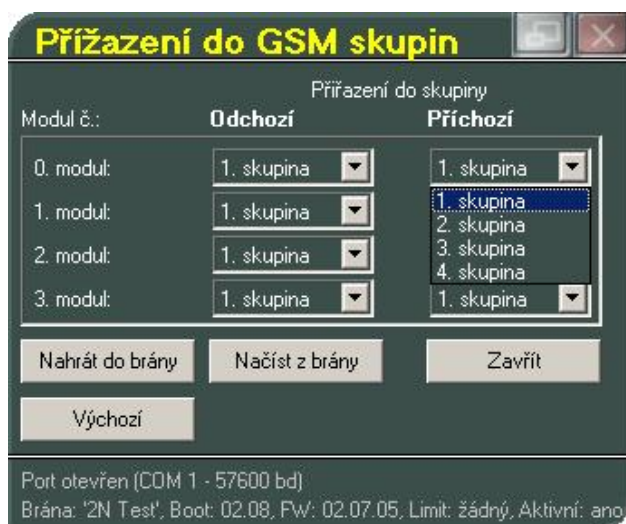 Přížazení do GSM skupin
Přiřazení do skupiny
Modul č.: Odchozí Příchozí
0. modul: 1. skupina 1. skupina
1. modul: 1. skupina 1. skupina
2. skupina
2. modul: 1. skupina 3. skupina
4. skupina
3. modul: 1. skupina 1. skupina
Nahrát do brány Načíst z brány Zavřít
Výchozí
Port otevřen (COM 1 - 57600 bd)
Brána: '2N Test', Boot: 02.08, FW: 02.07.05, Limit: žádný, Aktivní: ano